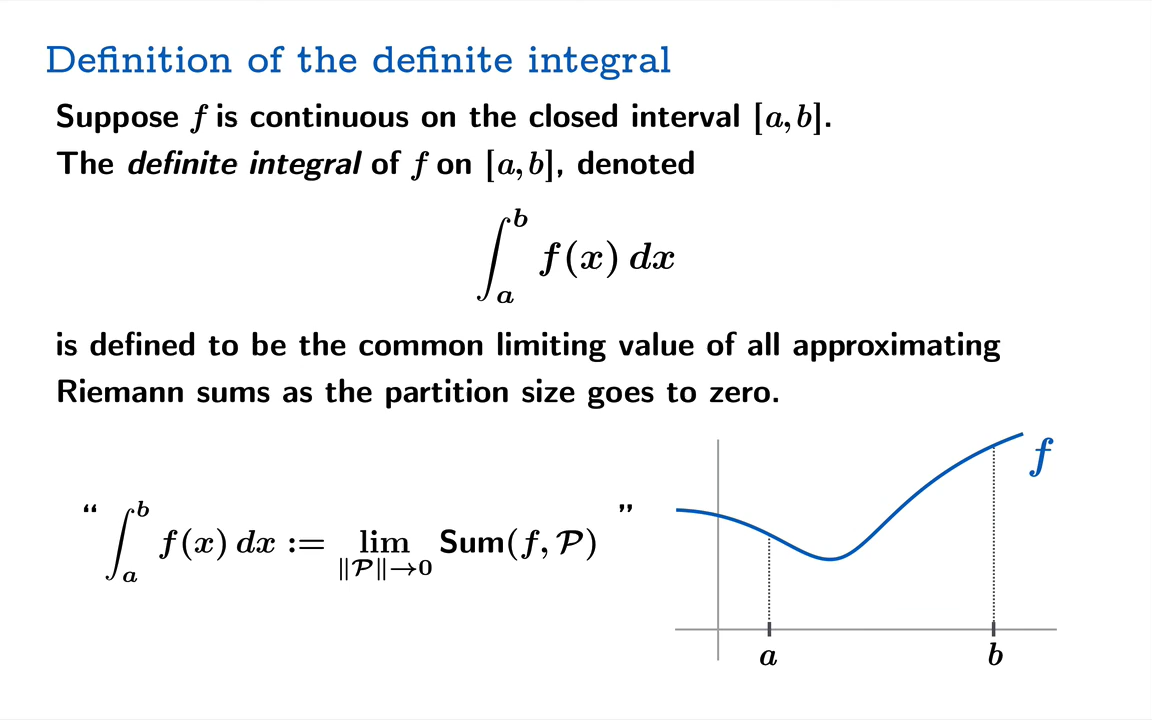 Definition of the definite integral
Suppose f is continuous on the closed interval [a, b].
The definite integral of f on [a, b], denoted
∫_a^b f(x) dx
is defined to be the common limiting value of all approximating
Riemann sums as the partition size goes to zero.
“ ∫_a^b f(x) dx := lim_{‖𝒫‖→0} Sum(f, 𝒫) ”
f
a b